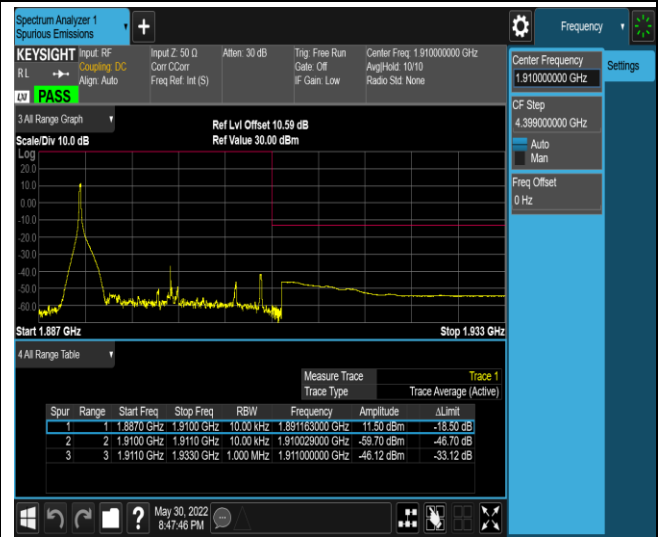 Spectrum Analyzer 1
Spurious Emissions
+
Frequency
KEYSIGHT
RL
LXI
PASS
Input: RF
Coupling: DC
Align: Auto
Input Z: 50 Ω
Corr CCorr
Freq Ref: Int (S)
Atten: 30 dB
Trig: Free Run
Gate: Off
IF Gain: Low
Center Freq: 1.910000000 GHz
Avg|Hold: 10/10
Radio Std: None
Center Frequency
1.910000000 GHz
Settings
CF Step
4.399000000 GHz
Auto
Man
Freq Offset
0 Hz
3 All Range Graph
Scale/Div 10.0 dB
Ref Lvl Offset 10.59 dB
Ref Value 30.00 dBm
Log
20.0
10.0
0.00
-10.0
-20.0
-30.0
-40.0
-50.0
-60.0
Start 1.887 GHz
Stop 1.933 GHz
4 All Range Table
Measure Trace Trace 1
Trace Type Trace Average (Active)
Spur Range Start Freq Stop Freq RBW Frequency Amplitude ΔLimit
1 1 1.8870 GHz 1.9100 GHz 10.00 kHz 1.891163000 GHz 11.50 dBm -18.50 dB
2 2 1.9100 GHz 1.9110 GHz 10.00 kHz 1.910029000 GHz -59.70 dBm -46.70 dB
3 3 1.9110 GHz 1.9330 GHz 1.000 MHz 1.911000000 GHz -46.12 dBm -33.12 dB
?
May 30, 2022
8:47:46 PM